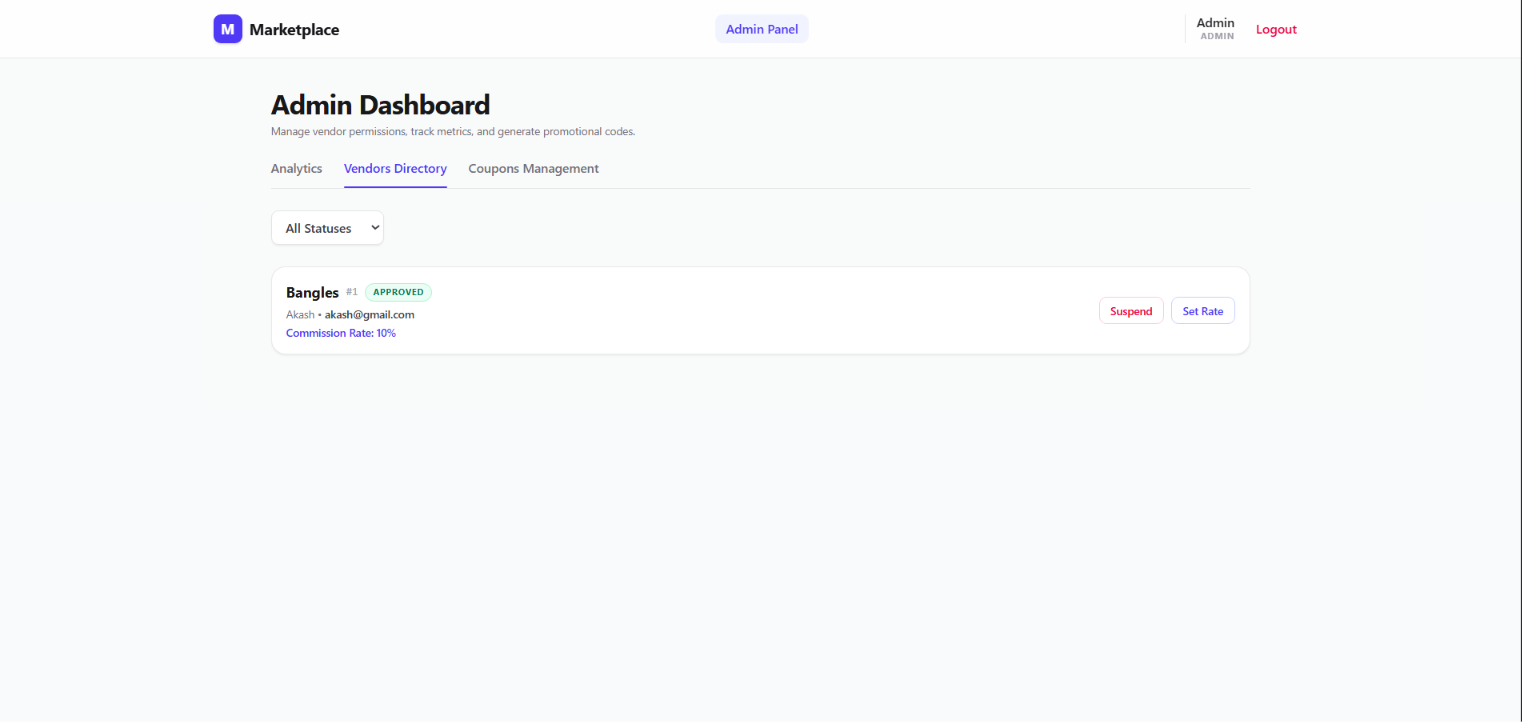 M Marketplace
Admin Panel
Admin
ADMIN
Logout
Admin Dashboard
Manage vendor permissions, track metrics, and generate promotional codes.
Analytics Vendors Directory Coupons Management
All Statuses
Bangles #1 APPROVED
Akash • akash@gmail.com
Commission Rate: 10%
Suspend Set Rate